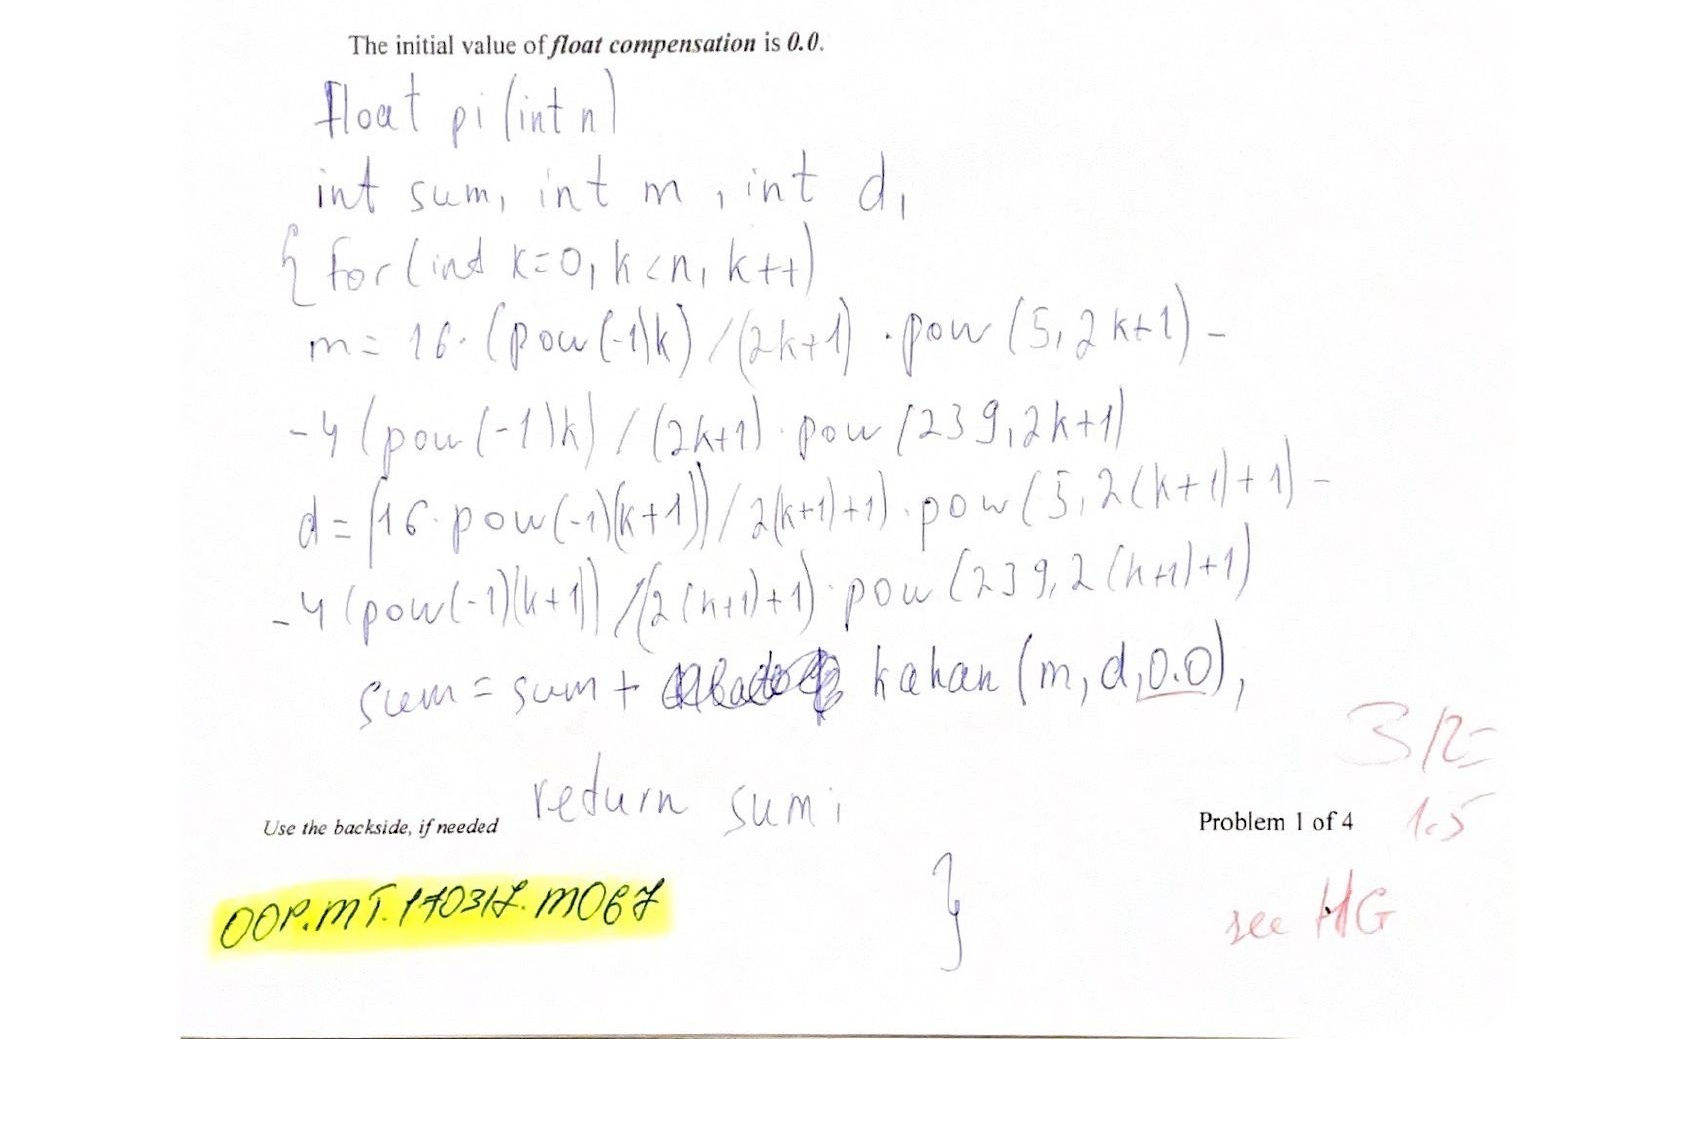 The initial value of float compensation is 0.0.
float pi (int n)
int sum, int m, int d,
{ for (int k=0, k<n, k++)
m = 16 · (pow(-1)k) / (2k+1) · pow (5, 2k+1) -
-4 (pow(-1)k) / (2k+1) · pow (239, 2k+1)
d = (16 · pow(-1)(k+1)) / 2(k+1)+1) · pow (5, 2(k+1)+1) -
-4 (pow(-1)(k+1)) / (2(k+1)+1) · pow (239, 2(k+1)+1)
sum = sum + kahan (m, d, 0.0),
3/2=
return sum;
Use the backside, if needed
Problem 1 of 4
1.5
OOP.MT.170317.M067
}
see HG